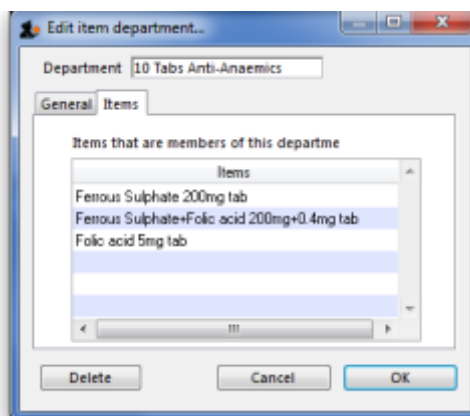 Edit item department...
Department 10 Tabs Anti-Anaemics
General Items
Items that are members of this departme
Items
Ferrous Sulphate 200mg tab
Ferrous Sulphate+Folic acid 200mg+0.4mg tab
Folic acid 5mg tab
Delete Cancel OK